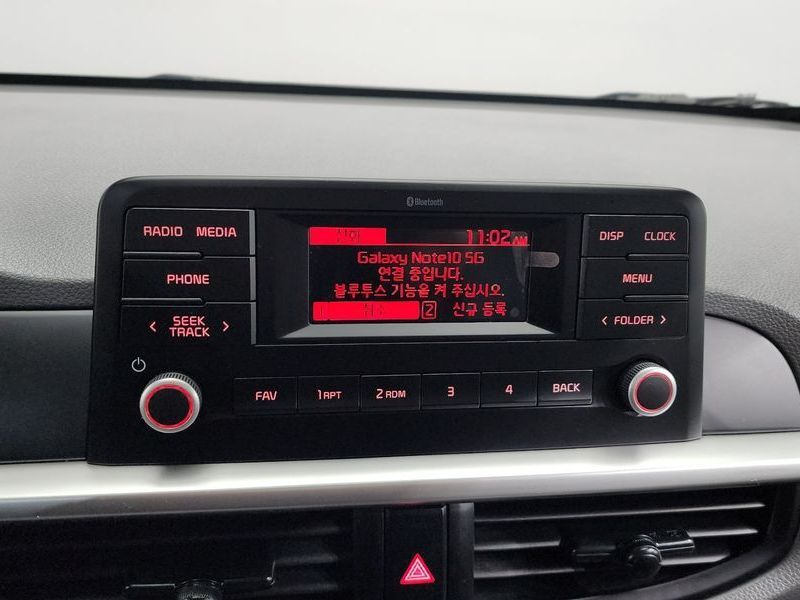 Bluetooth
RADIO MEDIA
PHONE
SEEK
TRACK
11:02 AM
Galaxy Note10 5G
연결 중입니다.
블루투스 기능을 켜 주십시오.
2 신규 등록
DISP CLOCK
MENU
FOLDER
FAV
1 RPT
2 RDM
3
4
BACK